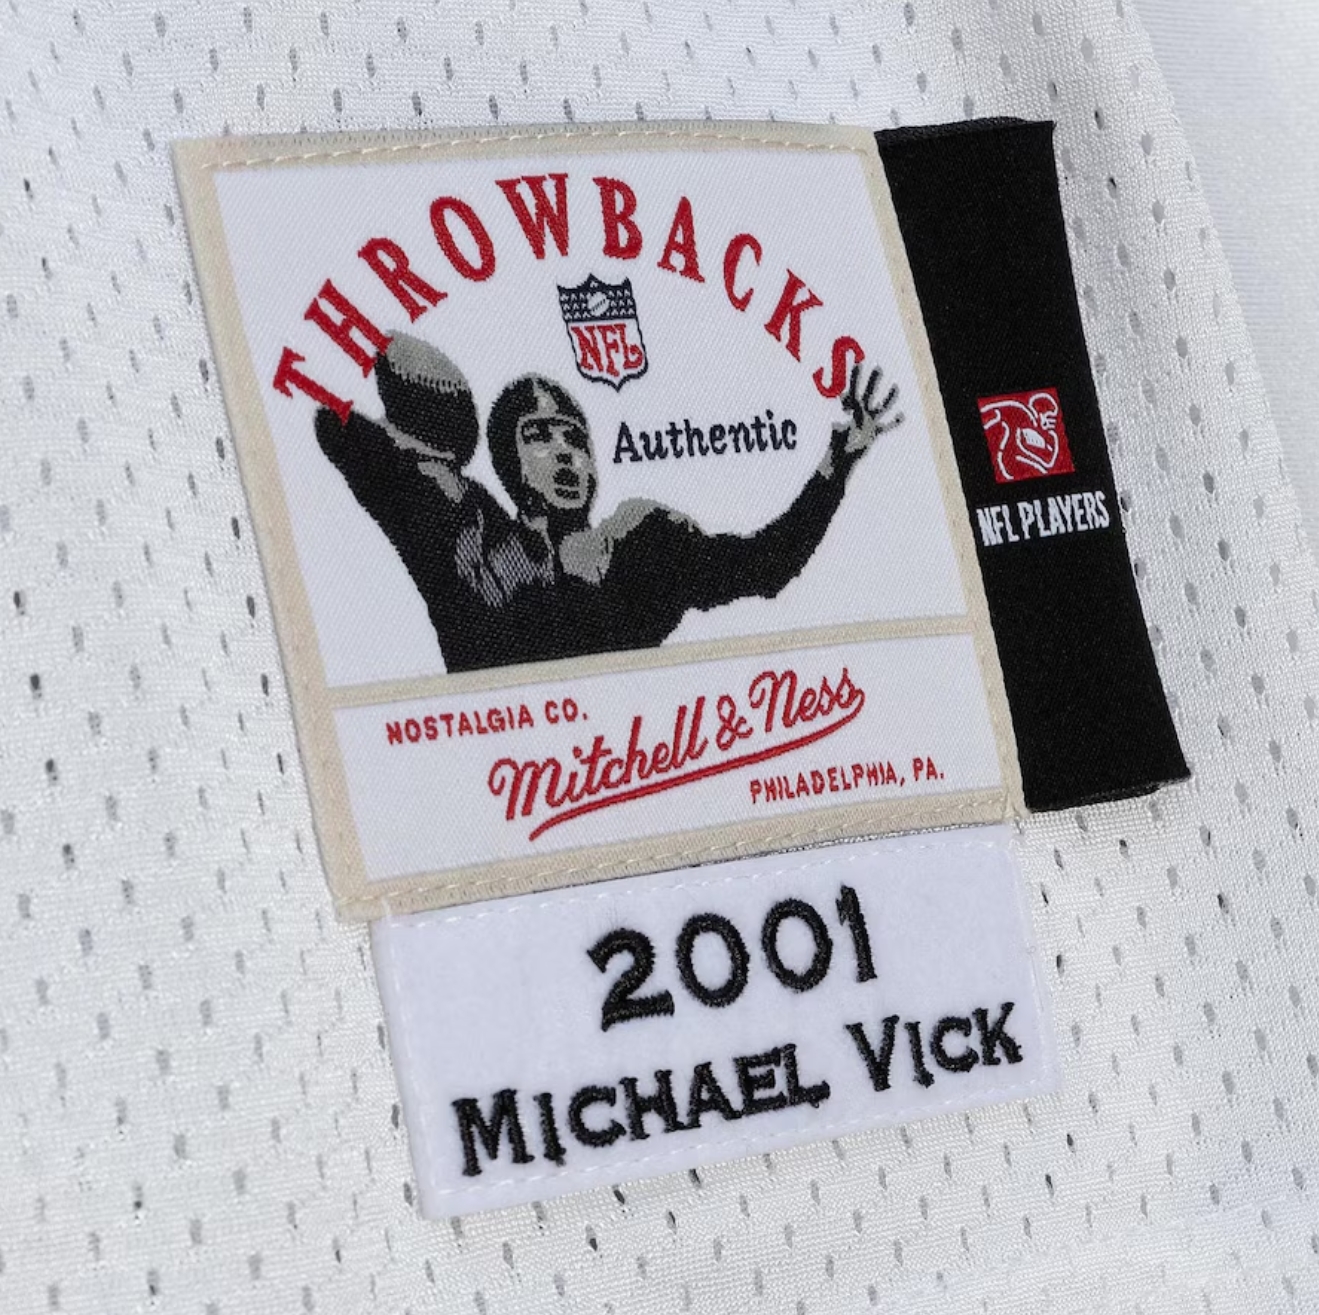 THROWBACKS
NFL
Authentic
NFL PLAYERS
NOSTALGIA CO.
Mitchell & Ness
PHILADELPHIA, PA.
2001
MICHAEL VICK